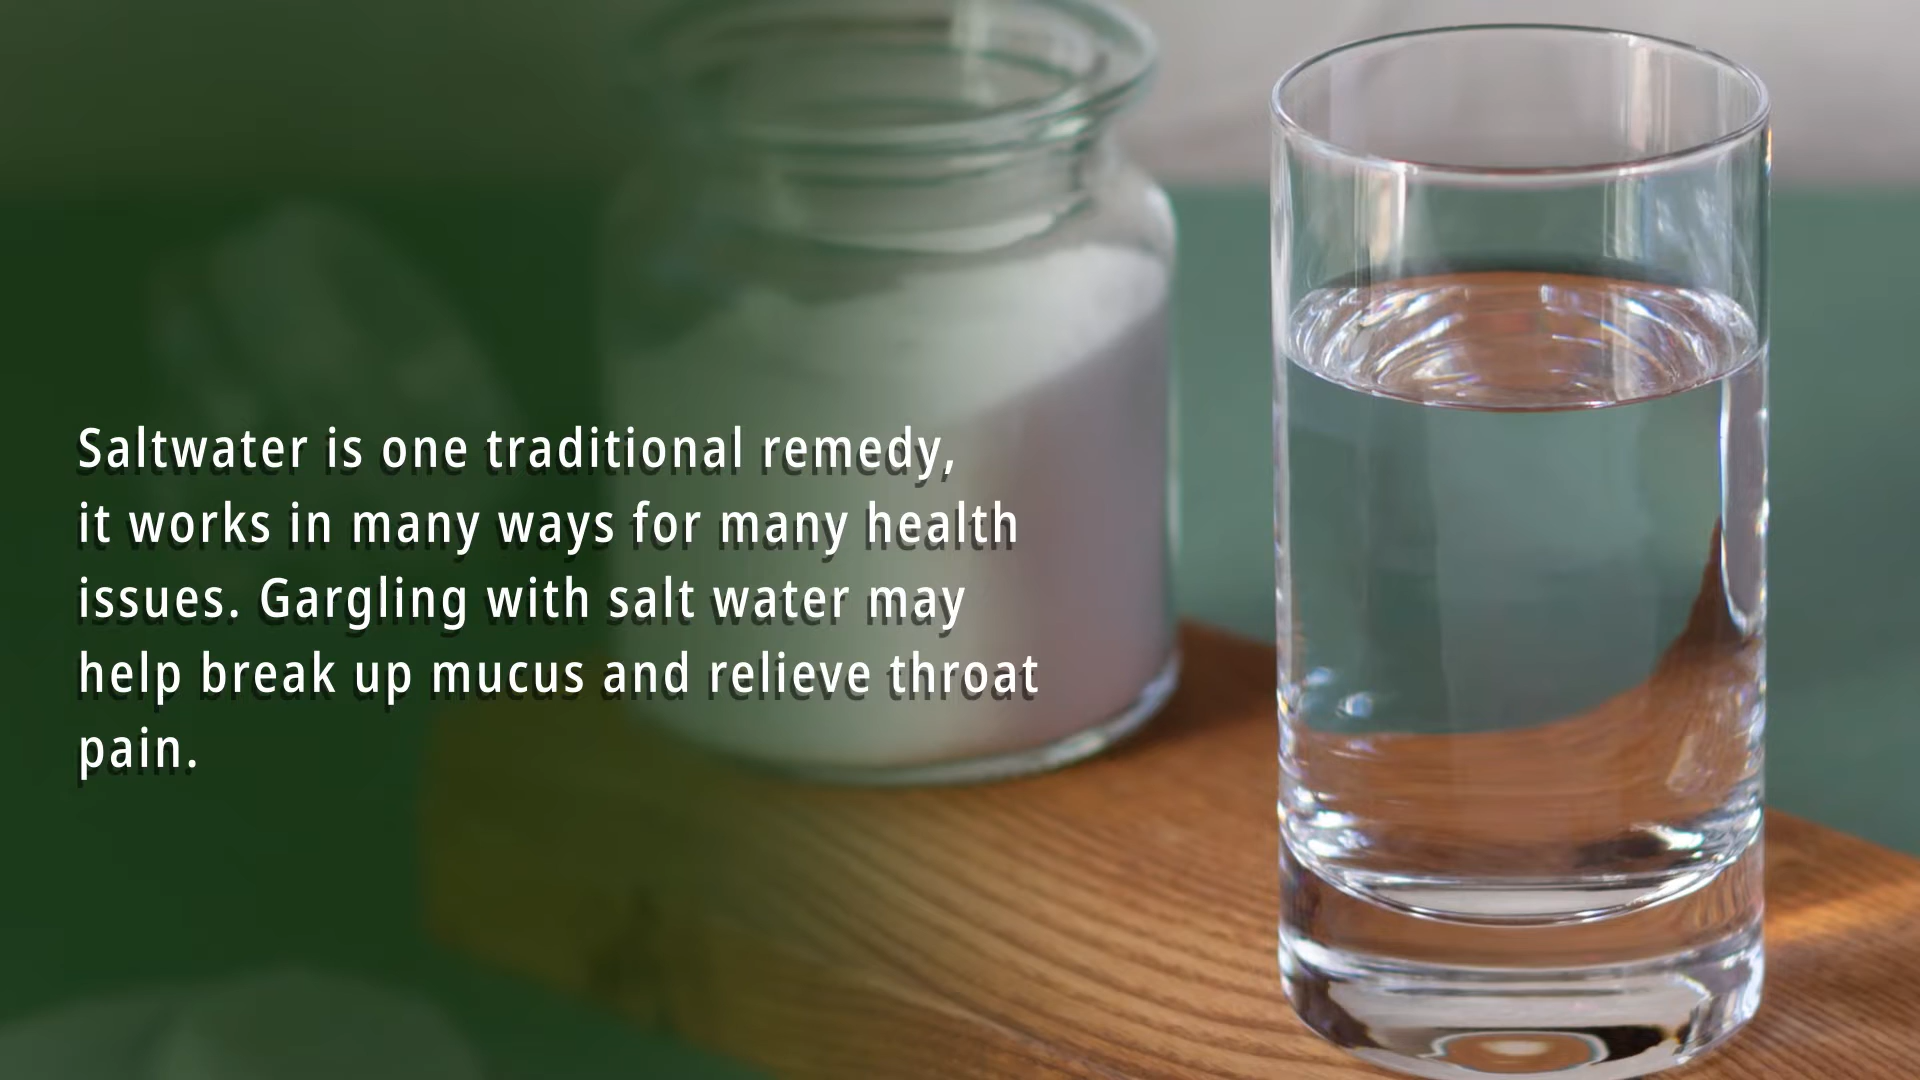 Saltwater is one traditional remedy,
it works in many ways for many health
issues. Gargling with salt water may
help break up mucus and relieve throat
pain.